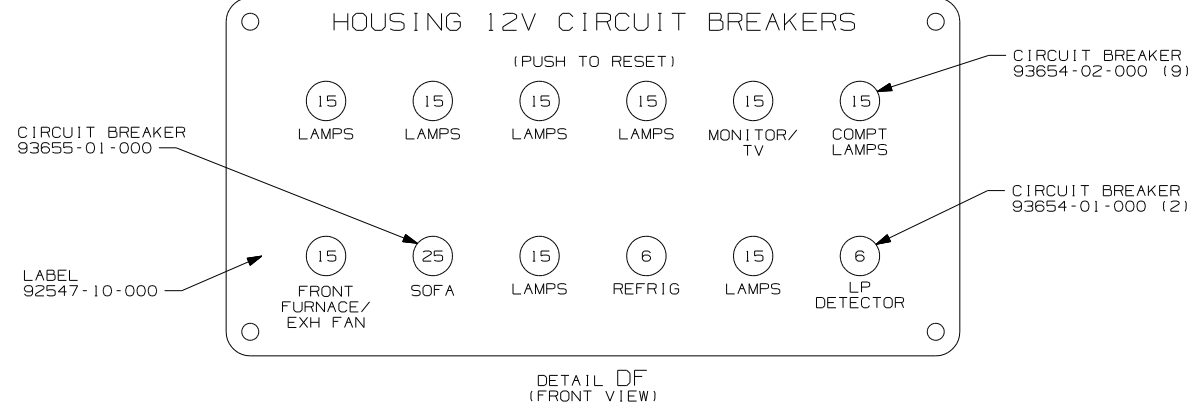 HOUSING 12V CIRCUIT BREAKERS
(PUSH TO RESET)
CIRCUIT BREAKER
93654-02-000 (9)
15 15 15 15 15 15
LAMPS LAMPS LAMPS LAMPS MONITOR/
TV COMPT
LAMPS
CIRCUIT BREAKER
93655-01-000
CIRCUIT BREAKER
93654-01-000 (2)
LABEL
92547-10-000
15 25 15 6 15 6
FRONT
FURNACE/
EXH FAN
SOFA
LAMPS
REFRIG
LAMPS
LP
DETECTOR
DETAIL DF
(FRONT VIEW)